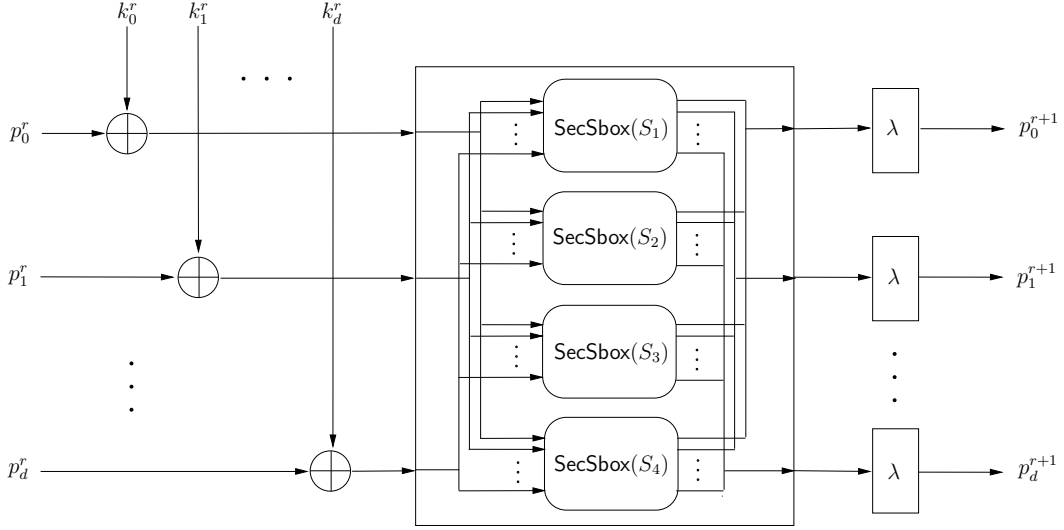 k_0^r k_1^r k_d^r
. . .
p_0^r SecSbox(S_1) λ p_0^{r+1}
SecSbox(S_2)
p_1^r λ p_1^{r+1}
SecSbox(S_3)
p_d^r SecSbox(S_4) λ p_d^{r+1}